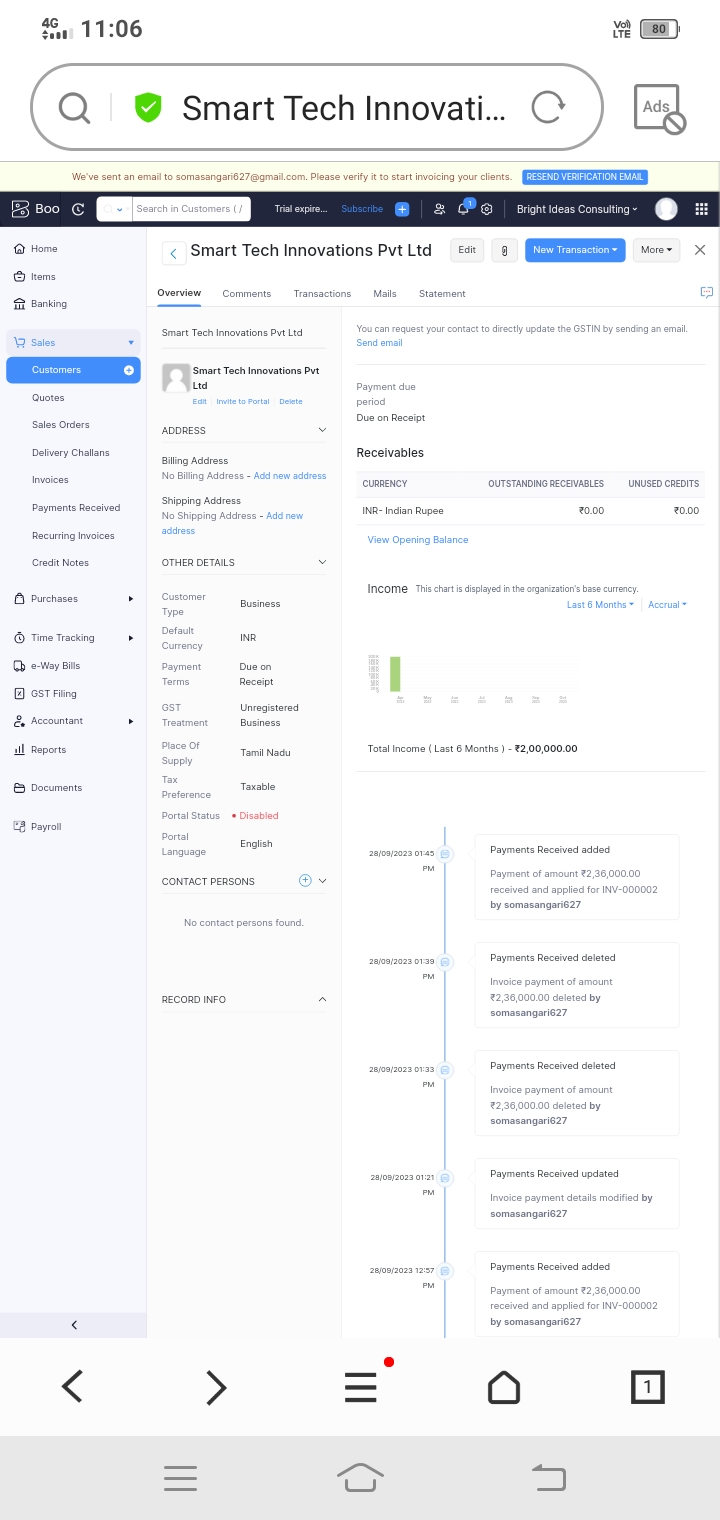 4G 11:06 Vo) LTE 80
Smart Tech Innovati... Ads
We've sent an email to somasangari627@gmail.com. Please verify it to start invoicing your clients. RESEND VERIFICATION EMAIL
Boo Search in Customers ( / Trial expire... Subscribe 1 Bright Ideas Consulting
Home
Items
Banking
Sales
Customers
Quotes
Sales Orders
Delivery Challans
Invoices
Payments Received
Recurring Invoices
Credit Notes
Purchases
Time Tracking
e-Way Bills
GST Filing
Accountant
Reports
Documents
Payroll
Smart Tech Innovations Pvt Ltd Edit New Transaction More
Overview Comments Transactions Mails Statement
Smart Tech Innovations Pvt Ltd
Smart Tech Innovations Pvt
Ltd
Edit Invite to Portal Delete
ADDRESS
Billing Address
No Billing Address - Add new address
Shipping Address
No Shipping Address - Add new
address
OTHER DETAILS
Customer
Type
Business
Default
Currency
INR
Payment
Terms
Due on
Receipt
GST
Treatment
Unregistered
Business
Place Of
Supply
Tamil Nadu
Tax
Preference
Taxable
Portal Status • Disabled
Portal
Language
English
CONTACT PERSONS
No contact persons found.
RECORD INFO
You can request your contact to directly update the GSTIN by sending an email.
Send email
Payment due
period
Due on Receipt
Receivables
CURRENCY OUTSTANDING RECEIVABLES UNUSED CREDITS
INR- Indian Rupee ₹0.00 ₹0.00
View Opening Balance
Income This chart is displayed in the organization's base currency.
Last 6 Months Accrual
Apr May Jun Jul Aug Sep Oct
2023 2023 2023 2023 2023 2023 2023
Total Income ( Last 6 Months ) - ₹2,00,000.00
28/09/2023 01:45
PM
Payments Received added
Payment of amount ₹2,36,000.00
received and applied for INV-000002
by somasangari627
28/09/2023 01:39
PM
Payments Received deleted
Invoice payment of amount
₹2,36,000.00 deleted by
somasangari627
28/09/2023 01:33
PM
Payments Received deleted
Invoice payment of amount
₹2,36,000.00 deleted by
somasangari627
28/09/2023 01:21
PM
Payments Received updated
Invoice payment details modified by
somasangari627
28/09/2023 12:57
PM
Payments Received added
Payment of amount ₹2,36,000.00
received and applied for INV-000002
by somasangari627
1